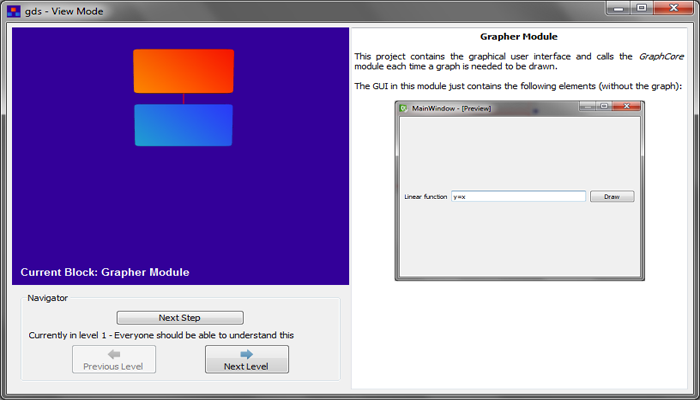 gds - View Mode
Current Block: Grapher Module
Navigator
Next Step
Currently in level 1 - Everyone should be able to understand this
Previous Level
Next Level
Grapher Module
This project contains the graphical user interface and calls the GraphCore
module each time a graph is needed to be drawn.
The GUI in this module just contains the following elements (without the graph):
MainWindow - [Preview]
Linear function y=x Draw